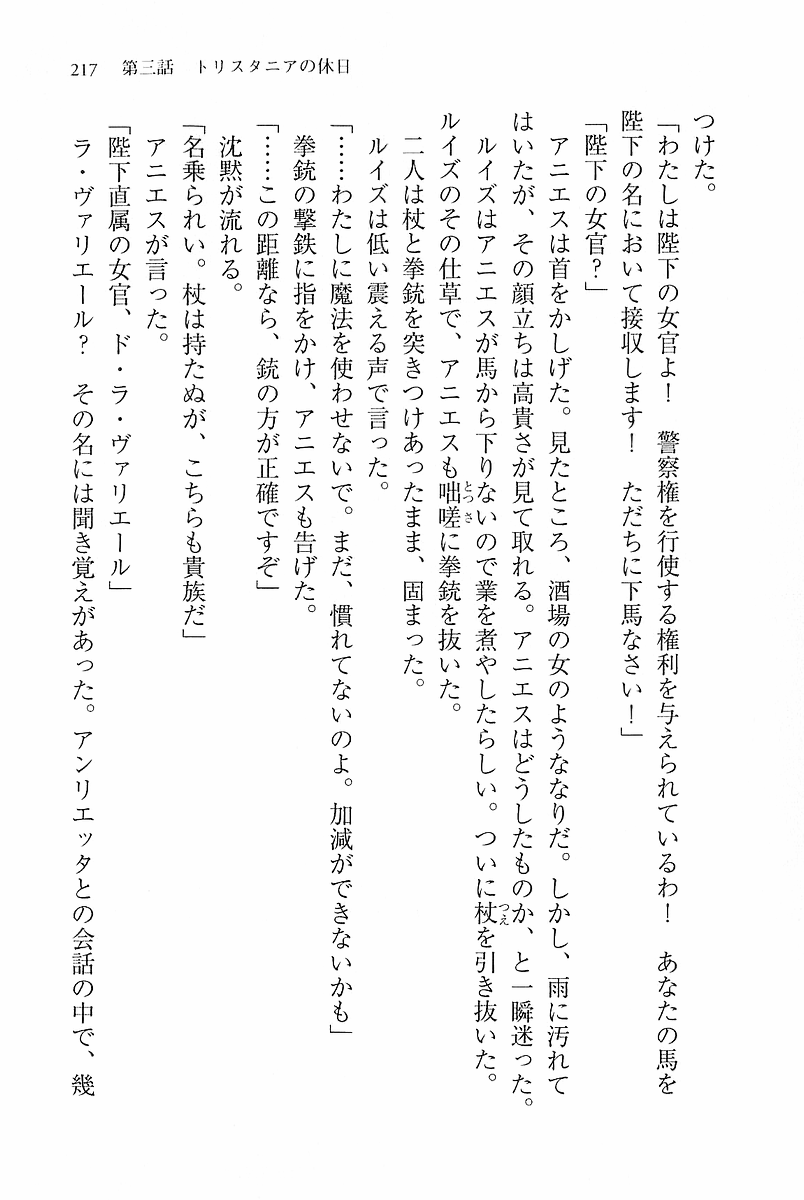 217　第三話　トリスタニアの休日
つけた。
「わたしは陛下の女官よ！　警察権を行使する権利を与えられているわ！　あなたの馬を
陛下の名において接収します！　ただちに下馬なさい！」
「陛下の女官？」
　アニエスは首をかしげた。見たところ、酒場の女のようななりだ。しかし、雨に汚れて
はいたが、その顔立ちは高貴さが見て取れる。アニエスはどうしたものか、と一瞬迷った。
　ルイズはアニエスが馬から下りないので業を煮やしたらしい。ついに杖を引き抜いた。
ルイズのその仕草で、アニエスも咄嗟に拳銃を抜いた。
　二人は杖と拳銃を突きつけあったまま、固まった。
　ルイズは低い震える声で言った。
「……わたしに魔法を使わせないで。まだ、慣れてないのよ。加減ができないかも」
　拳銃の撃鉄に指をかけ、アニエスも告げた。
「……この距離なら、銃の方が正確ですぞ」
　沈黙が流れる。
「名乗られい。杖は持たぬが、こちらも貴族だ」
　アニエスが言った。
「陛下直属の女官、ド・ラ・ヴァリエール」
　ラ・ヴァリエール？　その名には聞き覚えがあった。アンリエッタとの会話の中で、幾